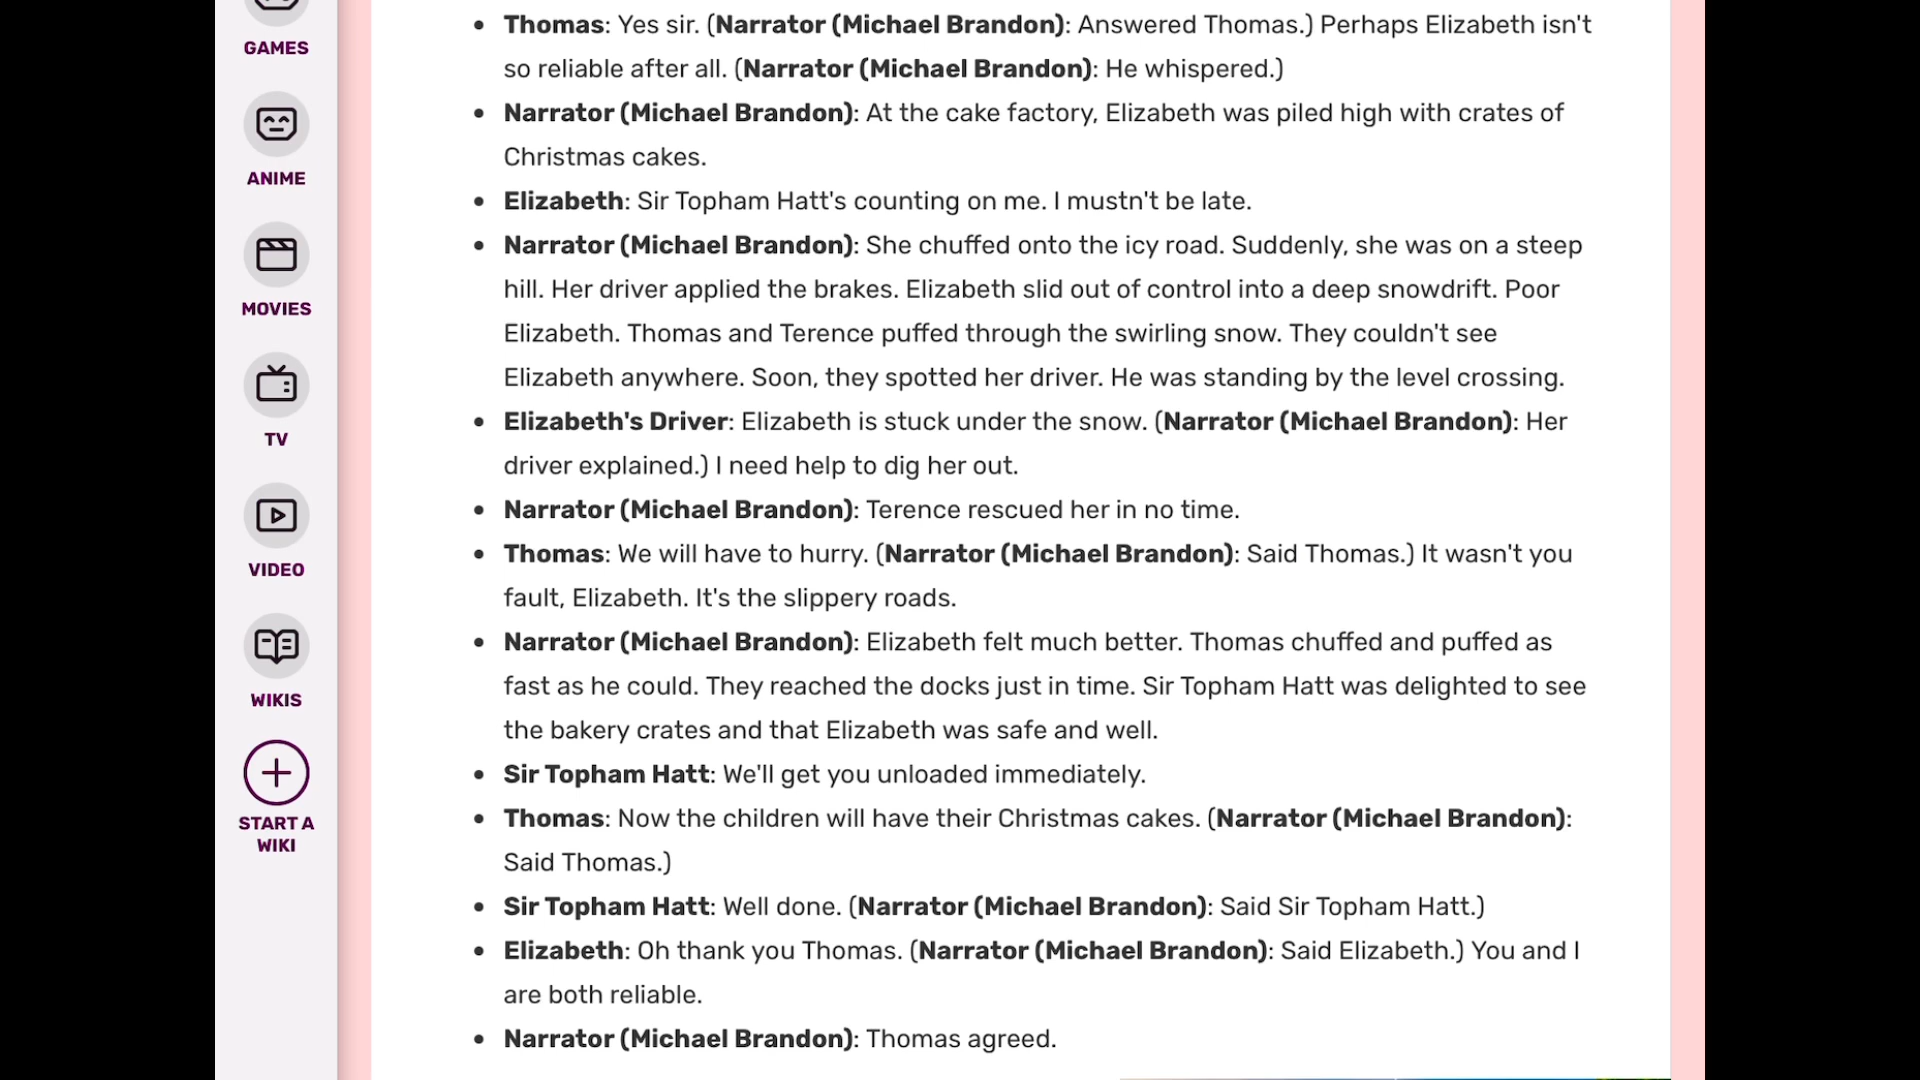 GAMES
ANIME
MOVIES
TV
VIDEO
WIKIS
START A
WIKI
Thomas: Yes sir. (Narrator (Michael Brandon): Answered Thomas.) Perhaps Elizabeth isn't
so reliable after all. (Narrator (Michael Brandon): He whispered.)
Narrator (Michael Brandon): At the cake factory, Elizabeth was piled high with crates of
Christmas cakes.
Elizabeth: Sir Topham Hatt's counting on me. I mustn't be late.
Narrator (Michael Brandon): She chuffed onto the icy road. Suddenly, she was on a steep
hill. Her driver applied the brakes. Elizabeth slid out of control into a deep snowdrift. Poor
Elizabeth. Thomas and Terence puffed through the swirling snow. They couldn't see
Elizabeth anywhere. Soon, they spotted her driver. He was standing by the level crossing.
Elizabeth's Driver: Elizabeth is stuck under the snow. (Narrator (Michael Brandon): Her
driver explained.) I need help to dig her out.
Narrator (Michael Brandon): Terence rescued her in no time.
Thomas: We will have to hurry. (Narrator (Michael Brandon): Said Thomas.) It wasn't you
fault, Elizabeth. It's the slippery roads.
Narrator (Michael Brandon): Elizabeth felt much better. Thomas chuffed and puffed as
fast as he could. They reached the docks just in time. Sir Topham Hatt was delighted to see
the bakery crates and that Elizabeth was safe and well.
Sir Topham Hatt: We'll get you unloaded immediately.
Thomas: Now the children will have their Christmas cakes. (Narrator (Michael Brandon):
Said Thomas.)
Sir Topham Hatt: Well done. (Narrator (Michael Brandon): Said Sir Topham Hatt.)
Elizabeth: Oh thank you Thomas. (Narrator (Michael Brandon): Said Elizabeth.) You and I
are both reliable.
Narrator (Michael Brandon): Thomas agreed.